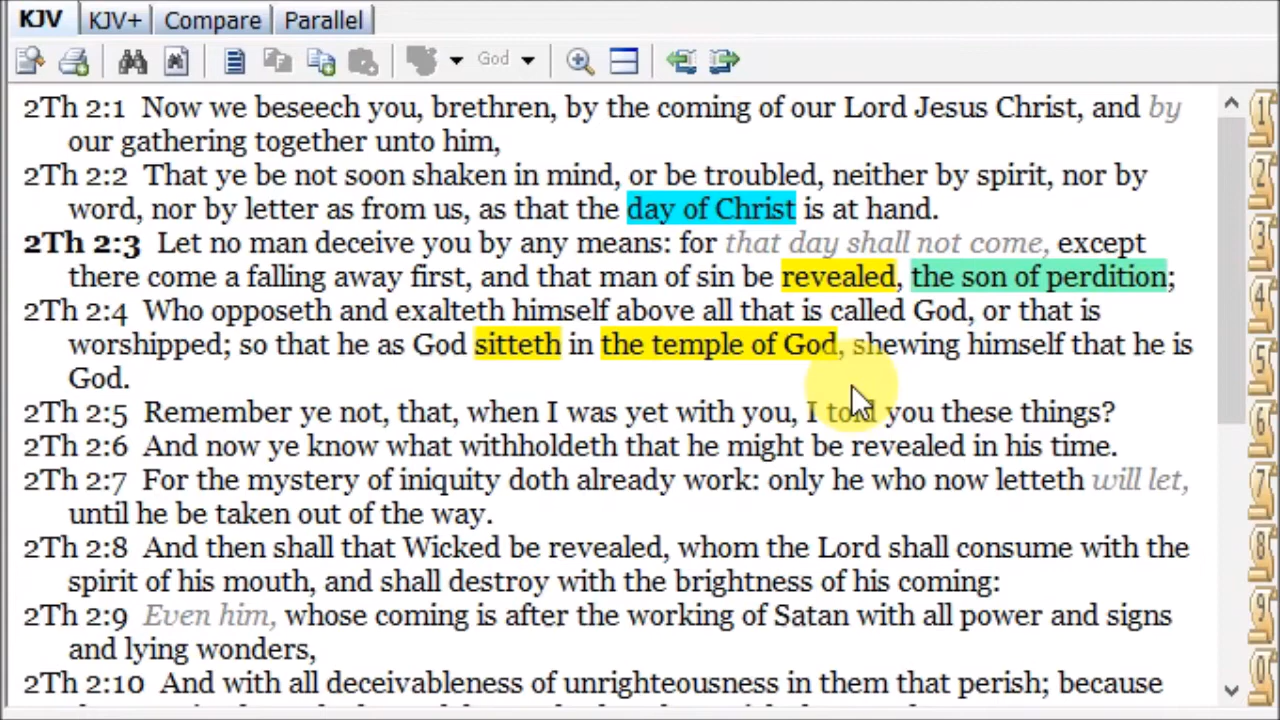 KJV KJV+ Compare Parallel
God
2Th 2:1 Now we beseech you, brethren, by the coming of our Lord Jesus Christ, and by
our gathering together unto him,
2Th 2:2 That ye be not soon shaken in mind, or be troubled, neither by spirit, nor by
word, nor by letter as from us, as that the day of Christ is at hand.
2Th 2:3 Let no man deceive you by any means: for that day shall not come, except
there come a falling away first, and that man of sin be revealed, the son of perdition;
2Th 2:4 Who opposeth and exalteth himself above all that is called God, or that is
worshipped; so that he as God sitteth in the temple of God, shewing himself that he is
God.
2Th 2:5 Remember ye not, that, when I was yet with you, I told you these things?
2Th 2:6 And now ye know what withholdeth that he might be revealed in his time.
2Th 2:7 For the mystery of iniquity doth already work: only he who now letteth will let,
until he be taken out of the way.
2Th 2:8 And then shall that Wicked be revealed, whom the Lord shall consume with the
spirit of his mouth, and shall destroy with the brightness of his coming:
2Th 2:9 Even him, whose coming is after the working of Satan with all power and signs
and lying wonders,
2Th 2:10 And with all deceivableness of unrighteousness in them that perish; because